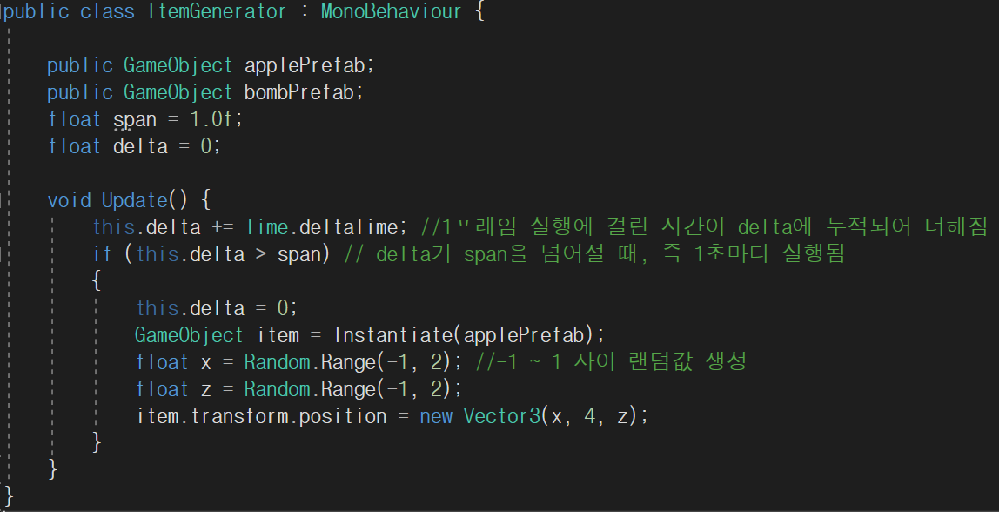 public class ItemGenerator : MonoBehaviour {
public GameObject applePrefab;
public GameObject bombPrefab;
float span = 1.0f;
float delta = 0;
void Update() {
this.delta += Time.deltaTime; //1프레임 실행에 걸린 시간이 delta에 누적되어 더해짐
if (this.delta > span) // delta가 span을 넘어설 때, 즉 1초마다 실행됨
{
this.delta = 0;
GameObject item = Instantiate(applePrefab);
float x = Random.Range(-1, 2); //-1 ~ 1 사이 랜덤값 생성
float z = Random.Range(-1, 2);
item.transform.position = new Vector3(x, 4, z);
}
}
}